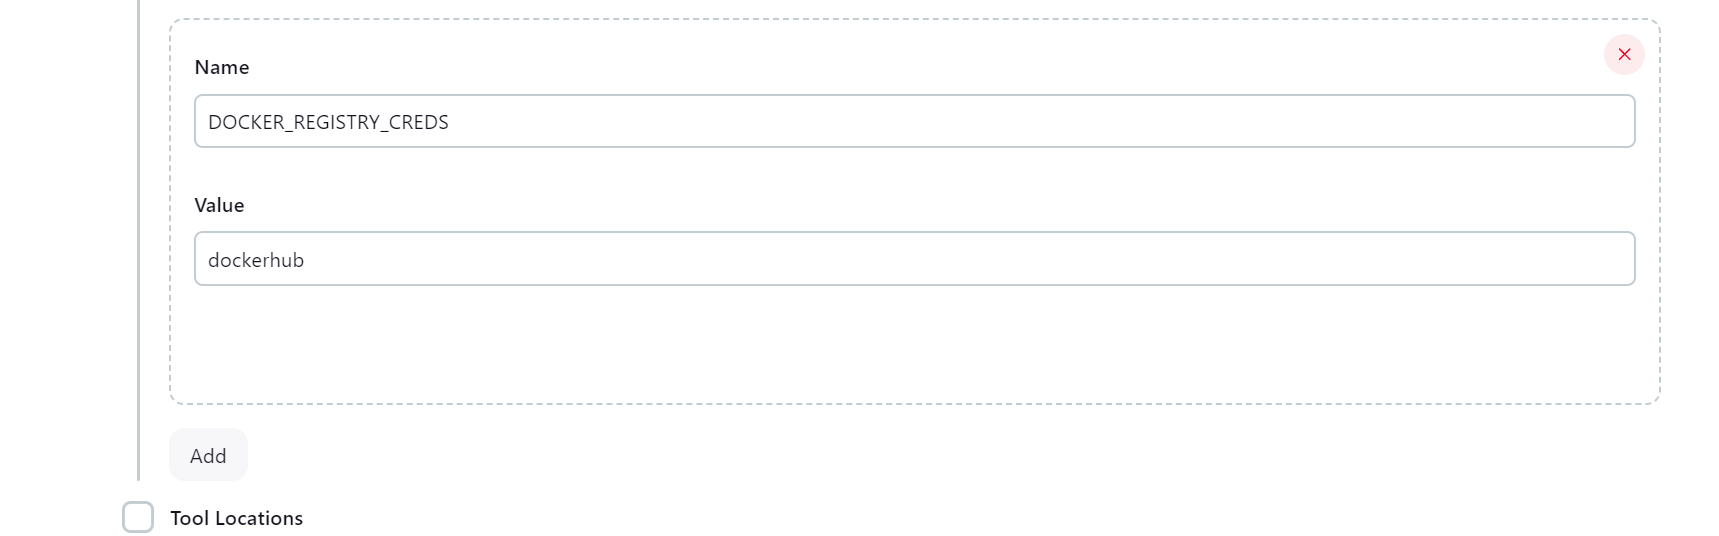 Name
DOCKER_REGISTRY_CREDS
Value
dockerhub
Add
Tool Locations